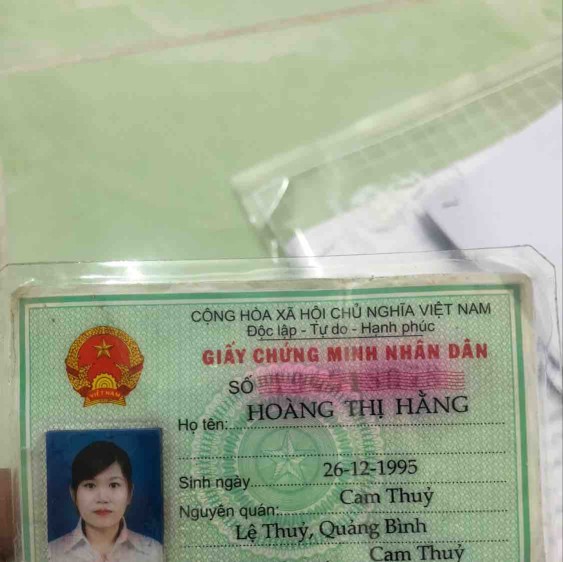 CỘNG HÒA XÃ HỘI CHỦ NGHĨA VIỆT NAM
Độc lập - Tự do - Hạnh phúc
GIẤY CHỨNG MINH NHÂN DÂN
VIỆT NAM
SỐ
Họ tên: HOÀNG THỊ HẰNG
Sinh ngày 26-12-1995
Nguyên quán: Cam Thuỷ
Lệ Thuỷ, Quảng Bình
Cam Thuỷ